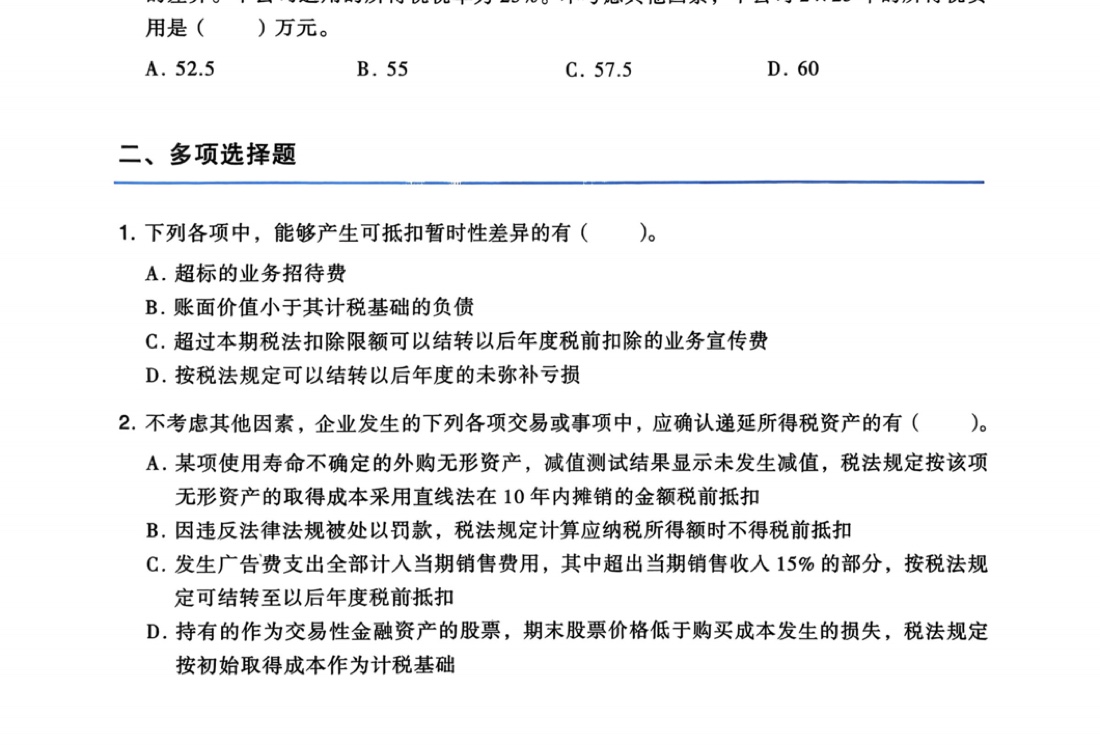 用是（　　）万元。
A. 52.5　B. 55　C. 57.5　D. 60
二、多项选择题
1. 下列各项中，能够产生可抵扣暂时性差异的有（　　）。
A. 超标的业务招待费
B. 账面价值小于其计税基础的负债
C. 超过本期税法扣除限额可以结转以后年度税前扣除的业务宣传费
D. 按税法规定可以结转以后年度的未弥补亏损
2. 不考虑其他因素，企业发生的下列各项交易或事项中，应确认递延所得税资产的有（　　）。
A. 某项使用寿命不确定的外购无形资产，减值测试结果显示未发生减值，税法规定按该项
无形资产的取得成本采用直线法在 10 年内摊销的金额税前抵扣
B. 因违反法律法规被处以罚款，税法规定计算应纳税所得额时不得税前抵扣
C. 发生广告费支出全部计入当期销售费用，其中超出当期销售收入 15% 的部分，按税法规
定可结转至以后年度税前抵扣
D. 持有的作为交易性金融资产的股票，期末股票价格低于购买成本发生的损失，税法规定
按初始取得成本作为计税基础